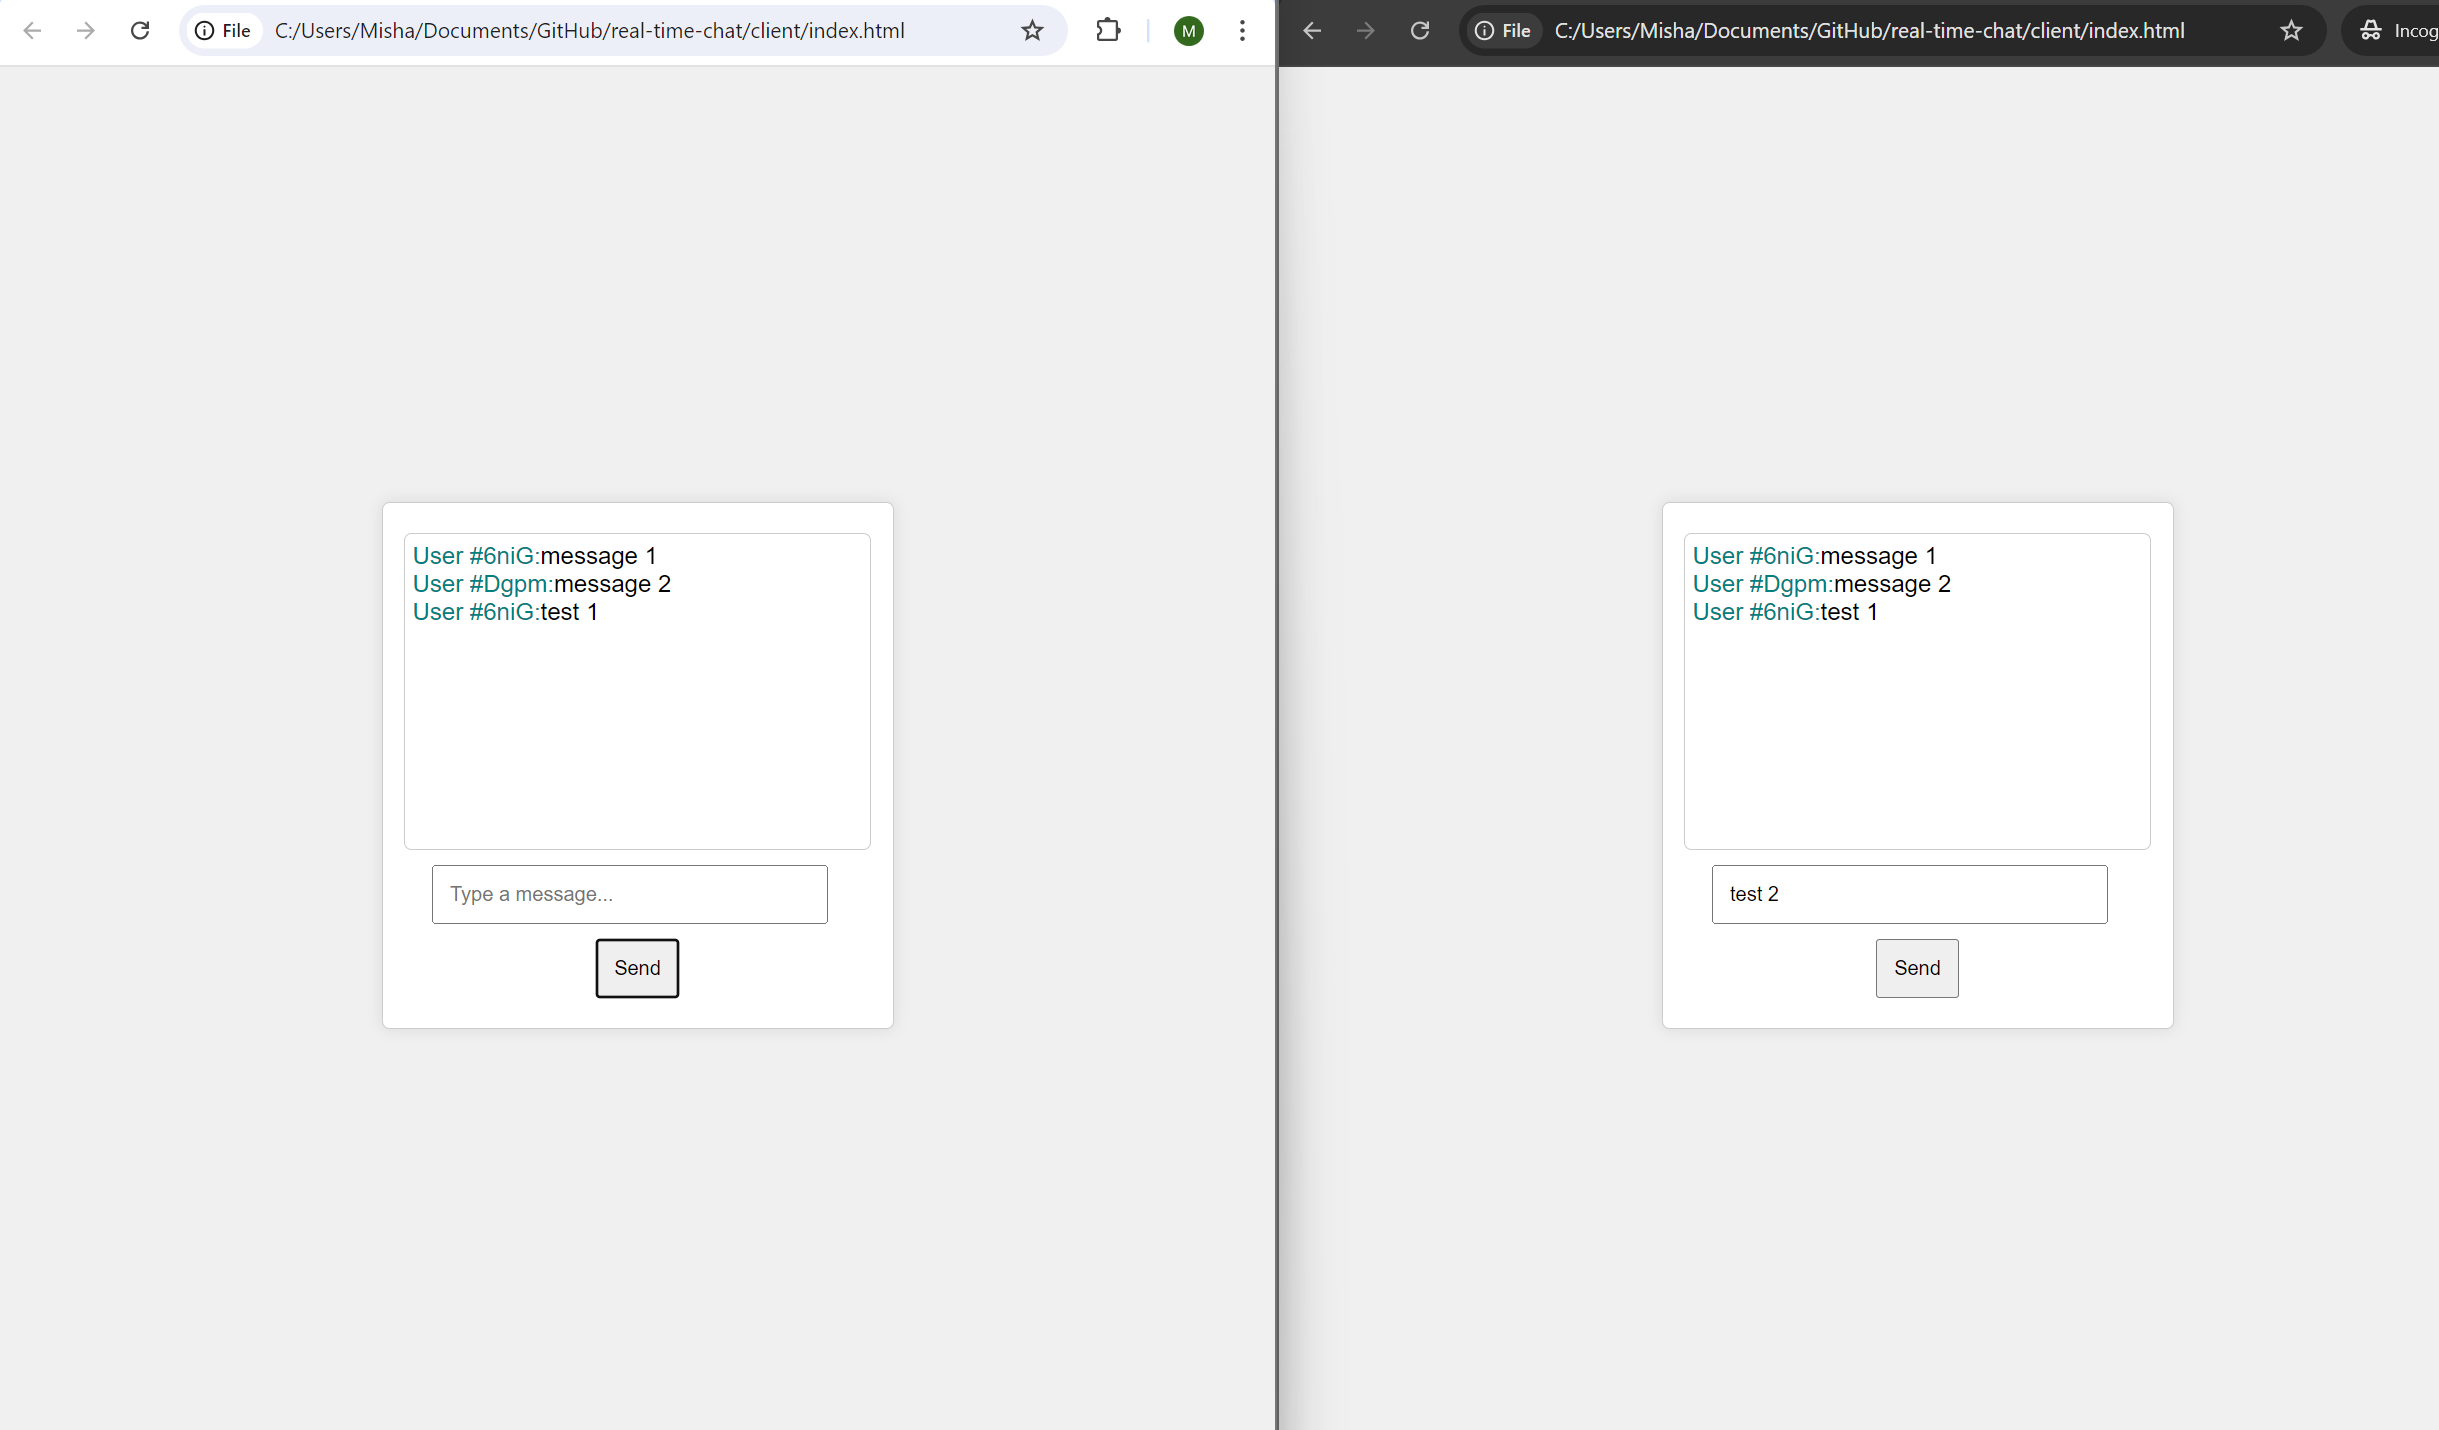 File C:/Users/Misha/Documents/GitHub/real-time-chat/client/index.html
M
User #6niG:message 1
User #Dgpm:message 2
User #6niG:test 1
Type a message...
Send
File C:/Users/Misha/Documents/GitHub/real-time-chat/client/index.html
Incog
User #6niG:message 1
User #Dgpm:message 2
User #6niG:test 1
test 2
Send